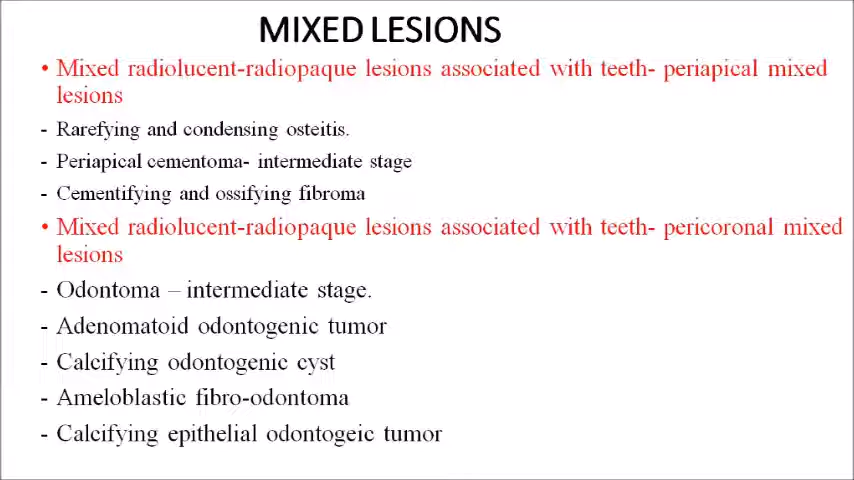 MIXED LESIONS
• Mixed radiolucent-radiopaque lesions associated with teeth- periapical mixed
lesions
- Rarefying and condensing osteitis.
- Periapical cementoma- intermediate stage
- Cementifying and ossifying fibroma
• Mixed radiolucent-radiopaque lesions associated with teeth- pericoronal mixed
lesions
- Odontoma – intermediate stage.
- Adenomatoid odontogenic tumor
- Calcifying odontogenic cyst
- Ameloblastic fibro-odontoma
- Calcifying epithelial odontogeic tumor